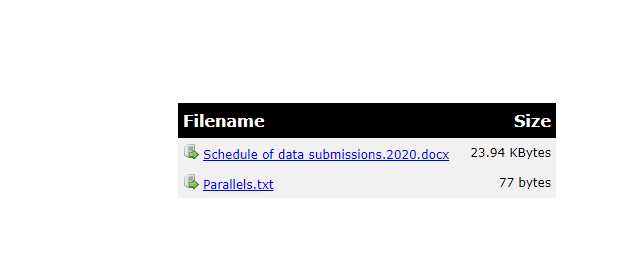 Filename Size
Schedule of data submissions.2020.docx 23.94 KBytes
Parallels.txt 77 bytes